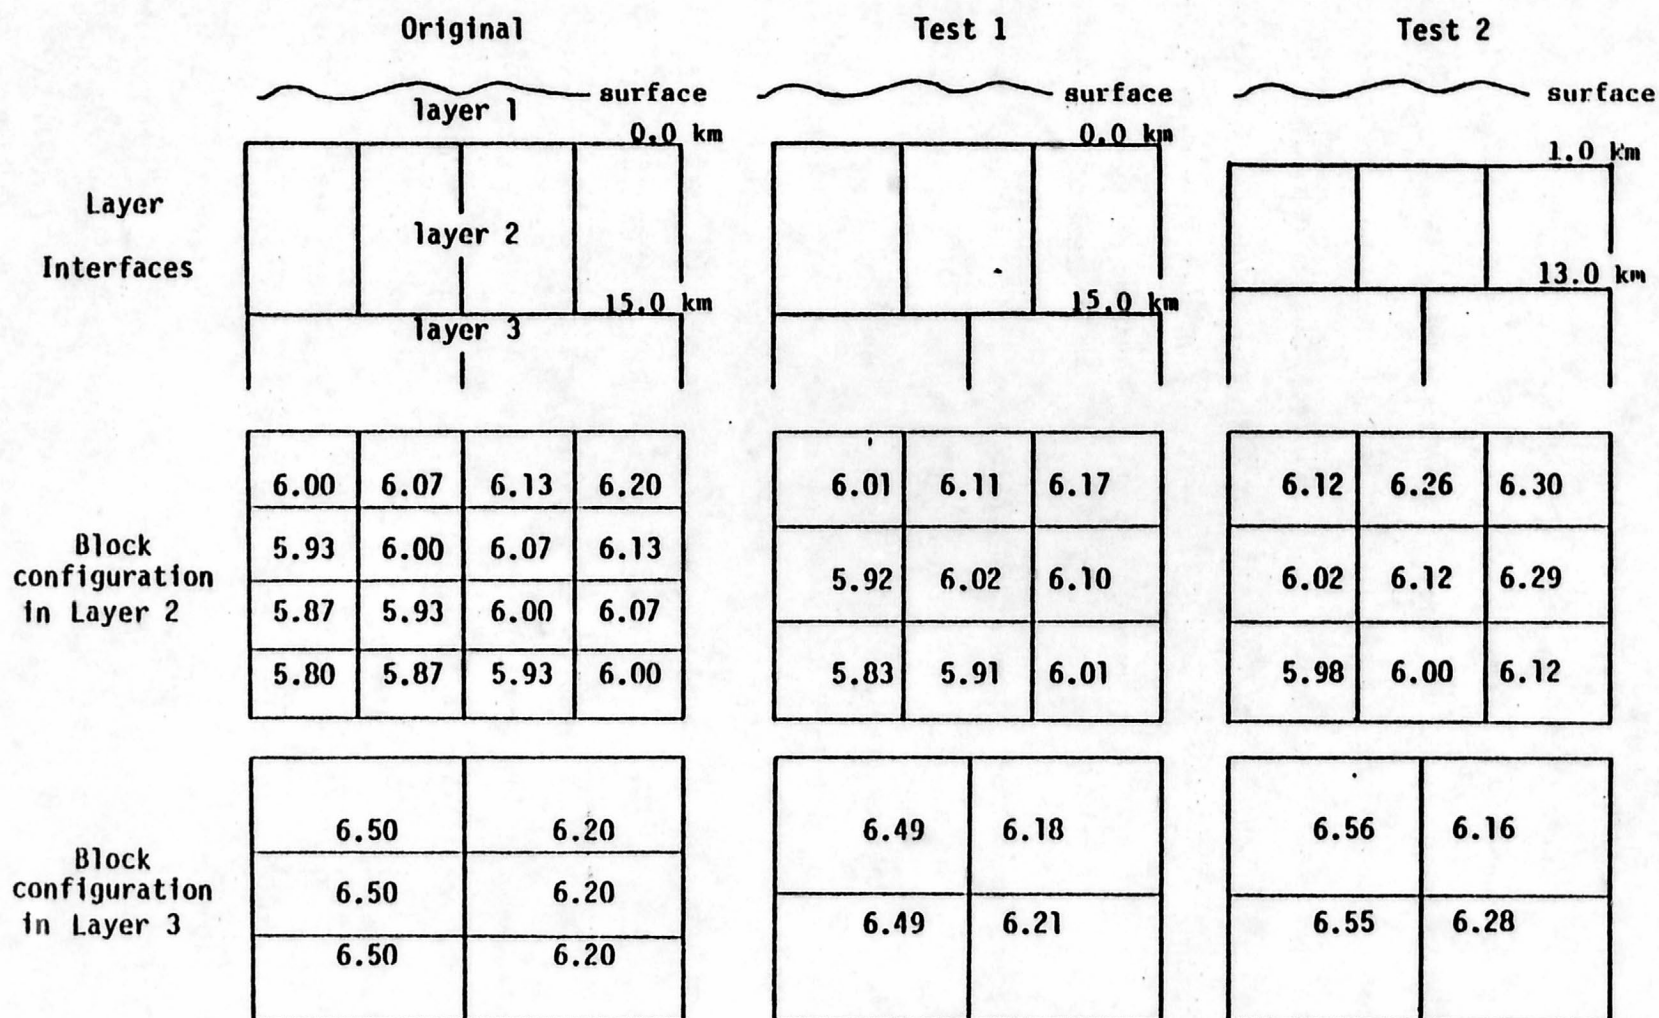 Original Test 1 Test 2
surface surface surface
layer 1
0.0 km 0.0 km 1.0 km
Layer
Interfaces
layer 2
15.0 km 15.0 km 13.0 km
layer 3
6.00 6.07 6.13 6.20 6.01 6.11 6.17 6.12 6.26 6.30
Block
configuration
in Layer 2
5.93 6.00 6.07 6.13 5.92 6.02 6.10 6.02 6.12 6.29
5.87 5.93 6.00 6.07
5.80 5.87 5.93 6.00 5.83 5.91 6.01 5.98 6.00 6.12
Block
configuration
in Layer 3
6.50 6.20 6.49 6.18 6.56 6.16
6.50 6.20 6.49 6.21 6.55 6.28
6.50 6.20